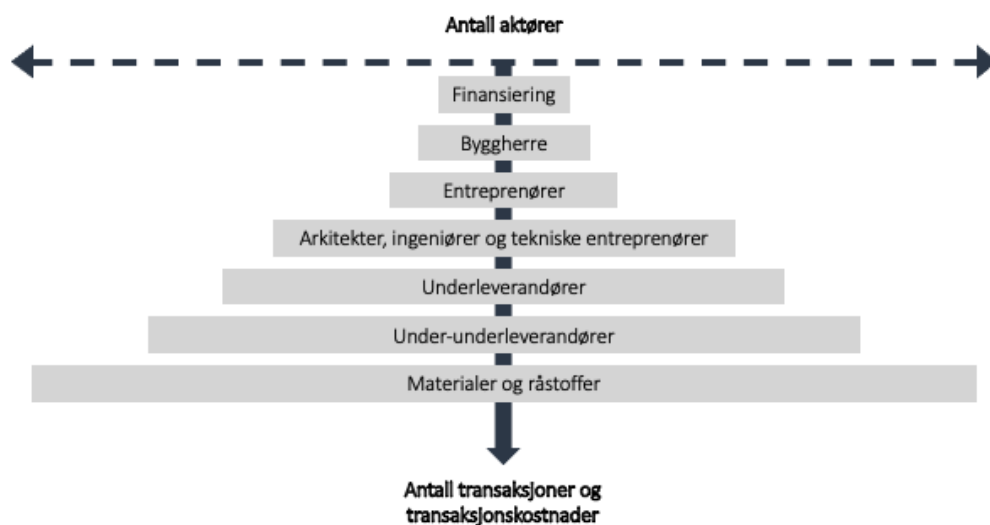 Antall aktører
Finansiering
Byggherre
Entreprenører
Arkitekter, ingeniører og tekniske entreprenører
Underleverandører
Under-underleverandører
Materialer og råstoffer
Antall transaksjoner og
transaksjonskostnader